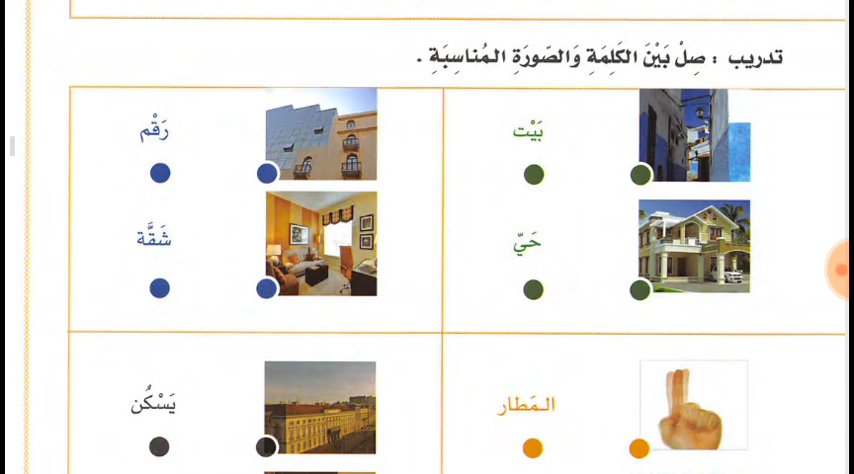 تدريب : صِلْ بَيْنَ الكَلِمَةِ وَالصّورَةِ المُناسِبَةِ .
بَيْت
رَقْم
حَيّ
شَقَّة
المَطار
يَسْكُن